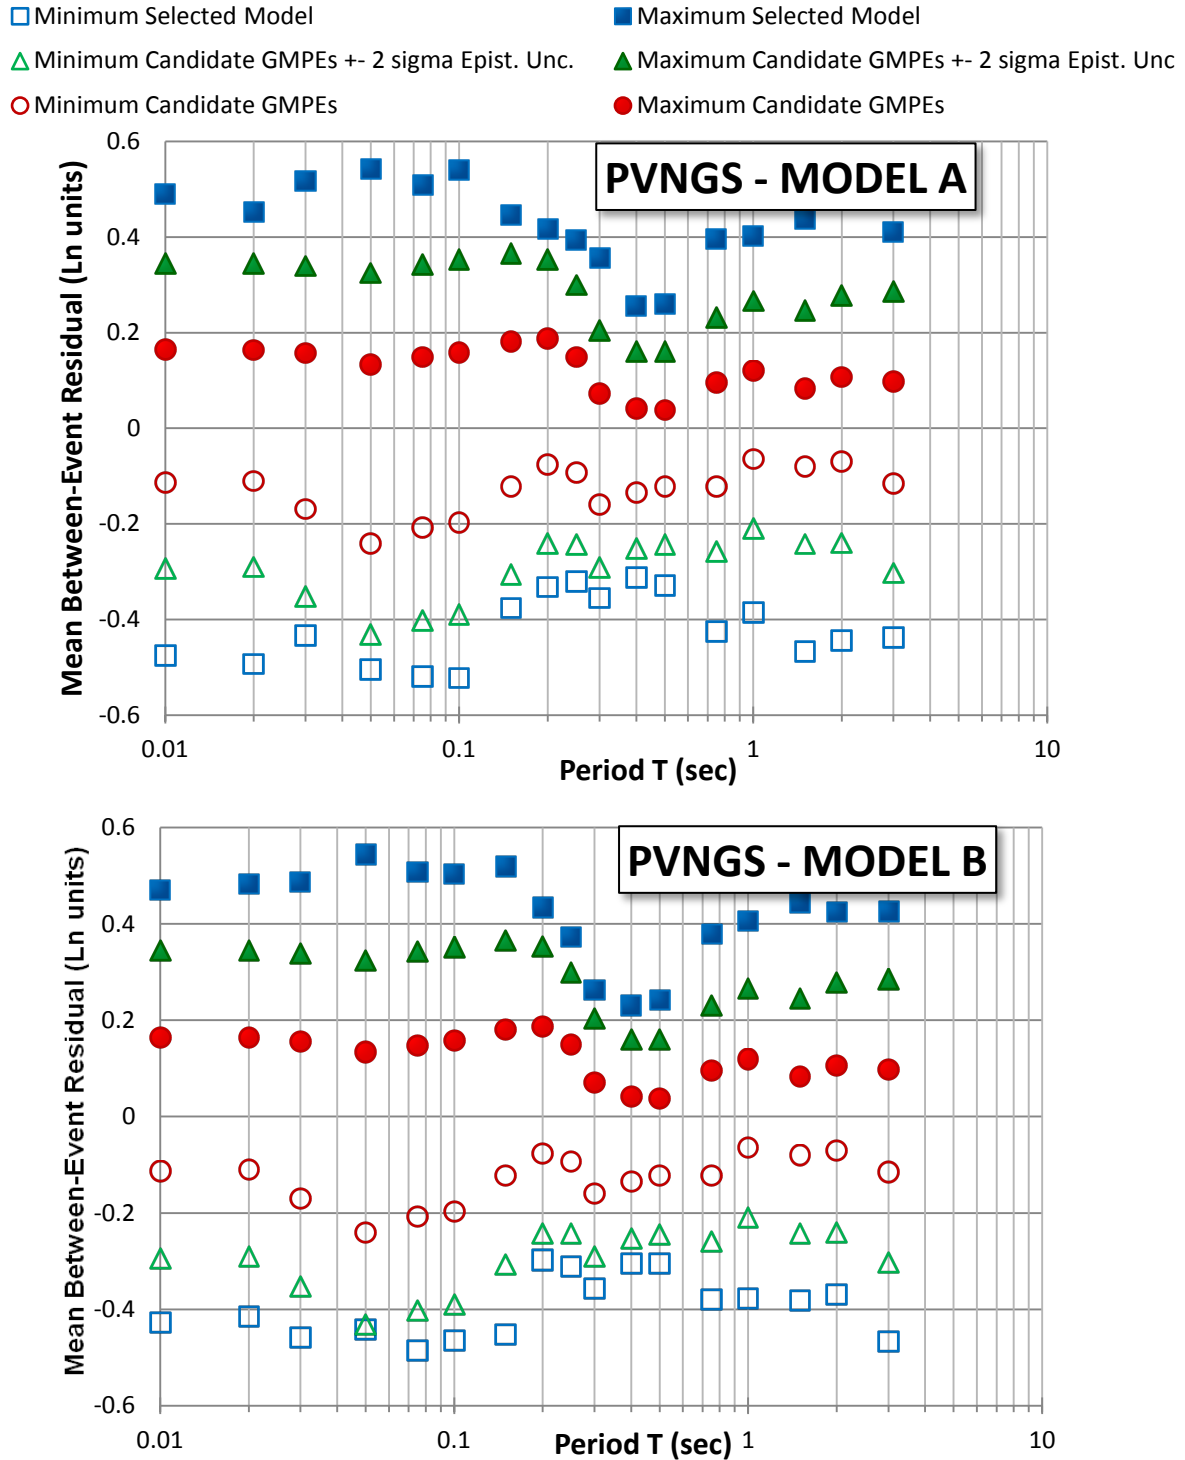 Minimum Selected Model
Maximum Selected Model
Minimum Candidate GMPEs +- 2 sigma Epist. Unc.
Maximum Candidate GMPEs +- 2 sigma Epist. Unc
Minimum Candidate GMPEs
Maximum Candidate GMPEs
PVNGS - MODEL A
Mean Between-Event Residual (Ln units)
0.6
0.4
0.2
0
-0.2
-0.4
-0.6
0.01
0.1
1
10
Period T (sec)
PVNGS - MODEL B
Mean Between-Event Residual (Ln units)
0.6
0.4
0.2
0
-0.2
-0.4
-0.6
0.01
0.1
1
10
Period T (sec)